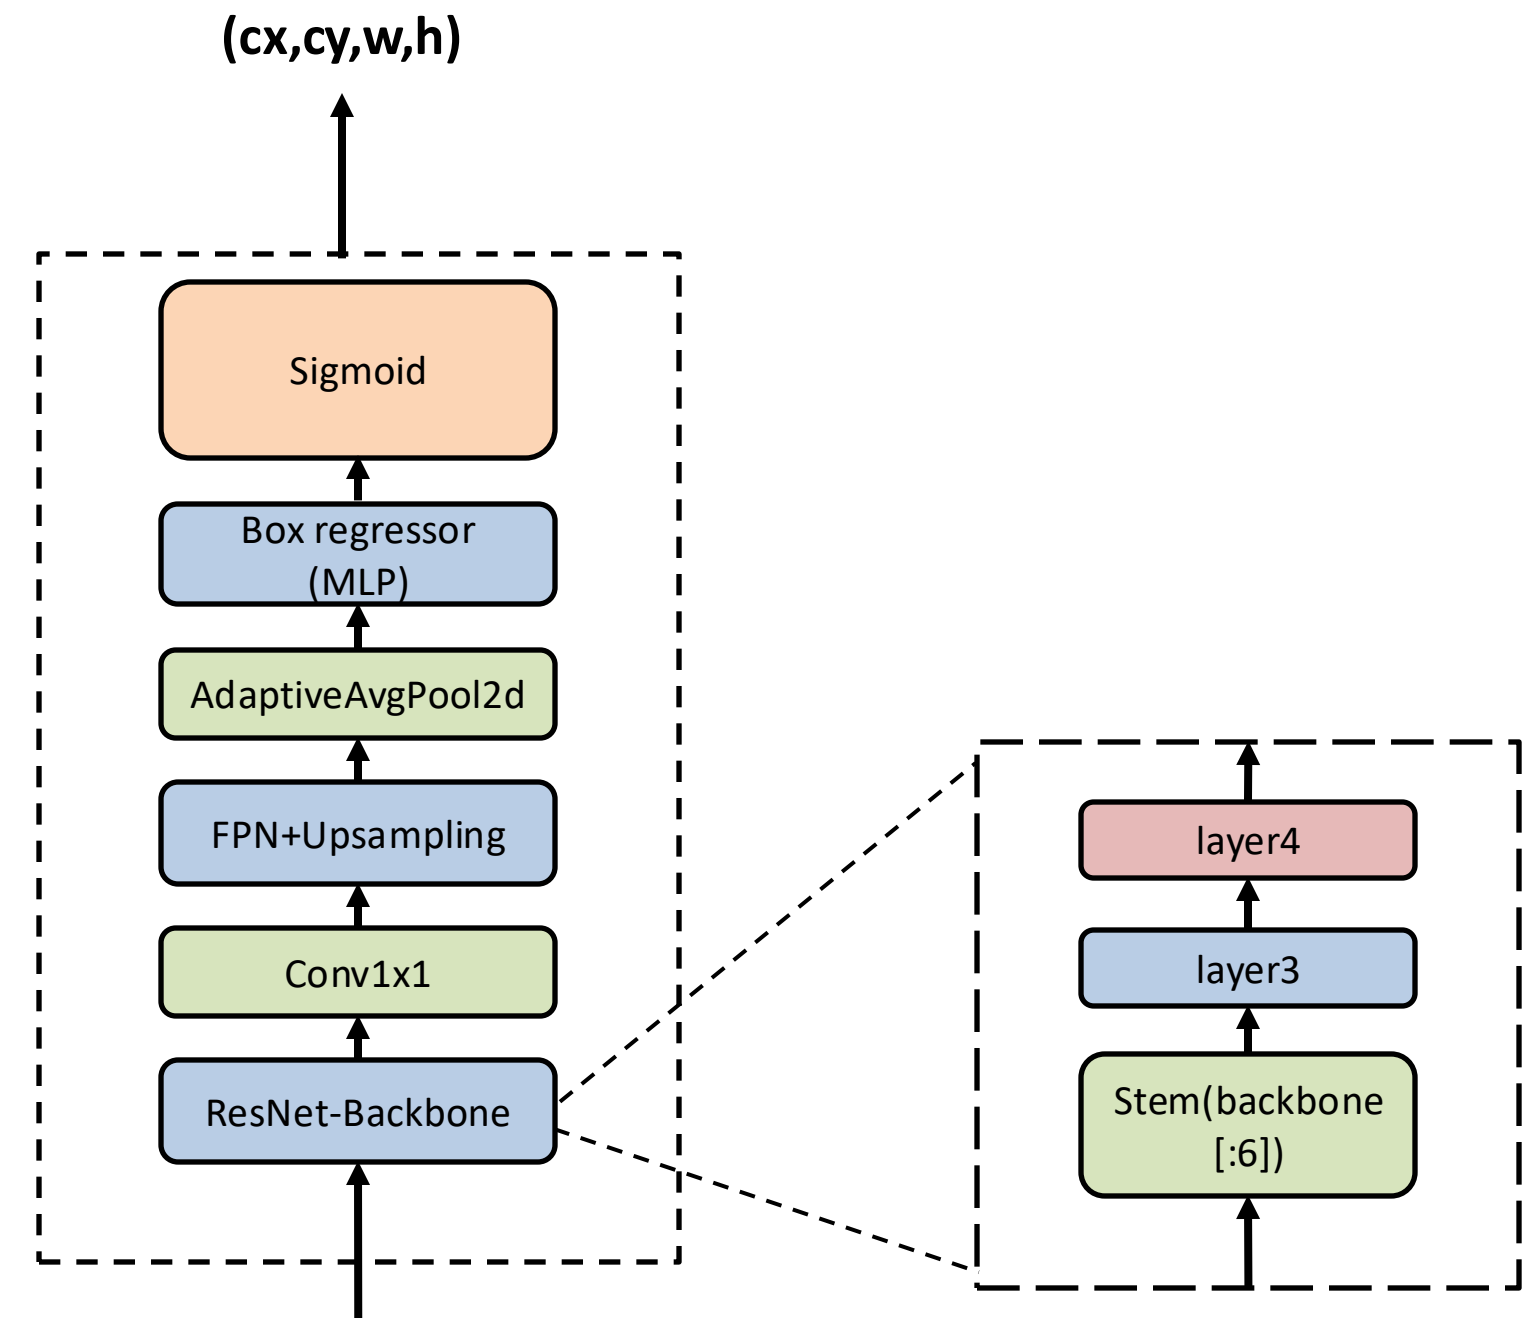 (cx,cy,w,h)
Sigmoid
Box regressor
(MLP)
AdaptiveAvgPool2d
FPN+Upsampling
Conv1x1
ResNet-Backbone
layer4
layer3
Stem(backbone
[:6])